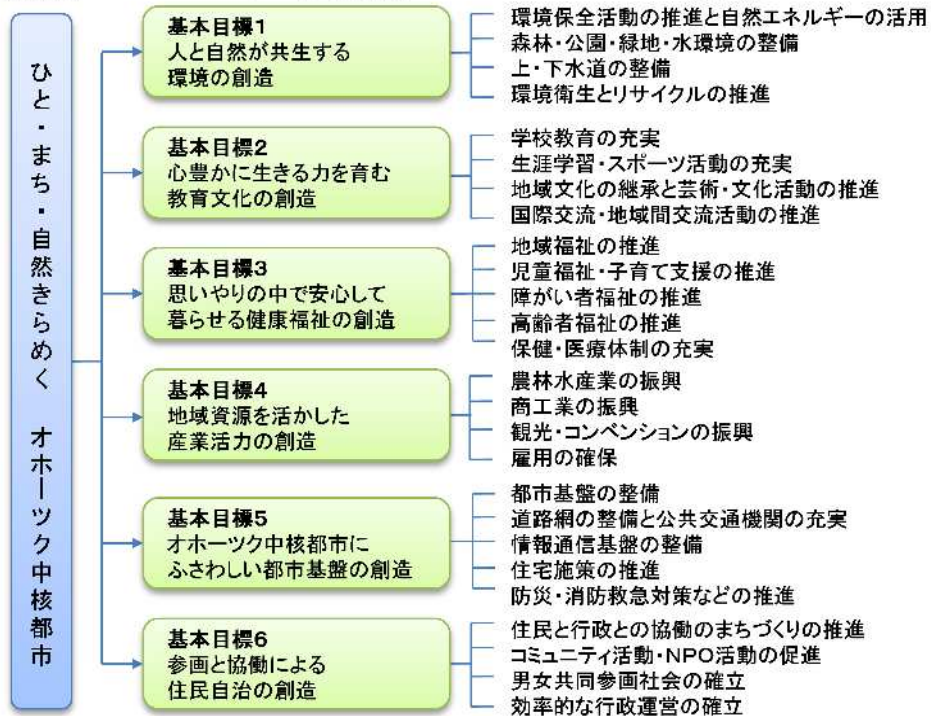 ひと・まち・自然きらめく　オホーツク中核都市
基本目標1
人と自然が共生する
環境の創造
環境保全活動の推進と自然エネルギーの活用
森林・公園・緑地・水環境の整備
上・下水道の整備
環境衛生とリサイクルの推進
基本目標2
心豊かに生きる力を育む
教育文化の創造
学校教育の充実
生涯学習・スポーツ活動の充実
地域文化の継承と芸術・文化活動の推進
国際交流・地域間交流活動の推進
基本目標3
思いやりの中で安心して
暮らせる健康福祉の創造
地域福祉の推進
児童福祉・子育て支援の推進
障がい者福祉の推進
高齢者福祉の推進
保健・医療体制の充実
基本目標4
地域資源を活かした
産業活力の創造
農林水産業の振興
商工業の振興
観光・コンベンションの振興
雇用の確保
基本目標5
オホーツク中核都市に
ふさわしい都市基盤の創造
都市基盤の整備
道路網の整備と公共交通機関の充実
情報通信基盤の整備
住宅施策の推進
防災・消防救急対策などの推進
基本目標6
参画と協働による
住民自治の創造
住民と行政との協働のまちづくりの推進
コミュニティ活動・NPO活動の促進
男女共同参画社会の確立
効率的な行政運営の確立